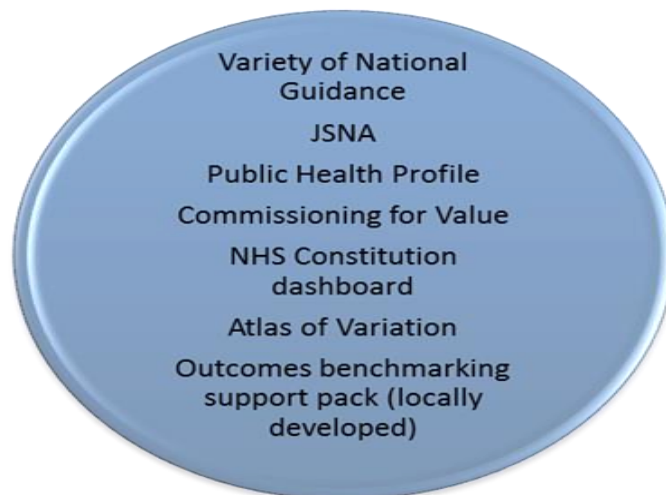 Variety of National
Guidance
JSNA
Public Health Profile
Commissioning for Value
NHS Constitution
dashboard
Atlas of Variation
Outcomes benchmarking
support pack (locally
developed)